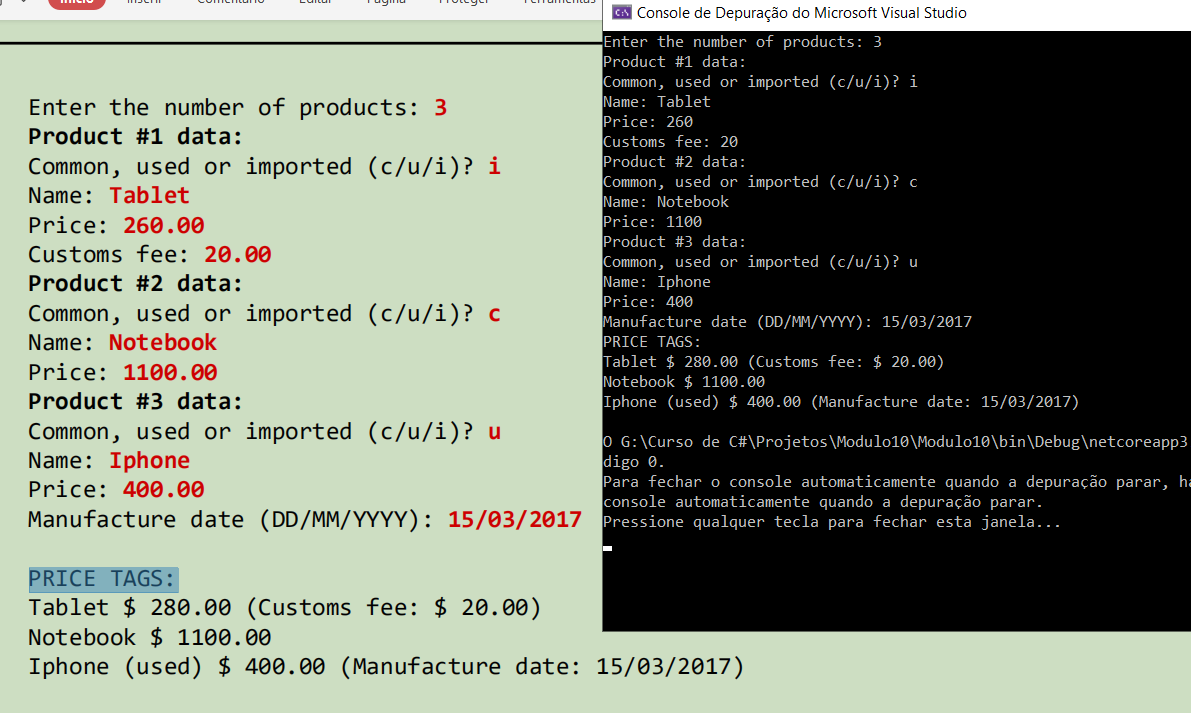 Início Inserir Comentário Editar Página Proteger Ferramentas
Enter the number of products: 3
Product #1 data:
Common, used or imported (c/u/i)? i
Name: Tablet
Price: 260.00
Customs fee: 20.00
Product #2 data:
Common, used or imported (c/u/i)? c
Name: Notebook
Price: 1100.00
Product #3 data:
Common, used or imported (c/u/i)? u
Name: Iphone
Price: 400.00
Manufacture date (DD/MM/YYYY): 15/03/2017
PRICE TAGS:
Tablet $ 280.00 (Customs fee: $ 20.00)
Notebook $ 1100.00
Iphone (used) $ 400.00 (Manufacture date: 15/03/2017)
Console de Depuração do Microsoft Visual Studio
Enter the number of products: 3
Product #1 data:
Common, used or imported (c/u/i)? i
Name: Tablet
Price: 260
Customs fee: 20
Product #2 data:
Common, used or imported (c/u/i)? c
Name: Notebook
Price: 1100
Product #3 data:
Common, used or imported (c/u/i)? u
Name: Iphone
Price: 400
Manufacture date (DD/MM/YYYY): 15/03/2017
PRICE TAGS:
Tablet $ 280.00 (Customs fee: $ 20.00)
Notebook $ 1100.00
Iphone (used) $ 400.00 (Manufacture date: 15/03/2017)
O G:\Curso de C#\Projetos\Modulo10\Modulo10\bin\Debug\netcoreapp3
digo 0.
Para fechar o console automaticamente quando a depuração parar, ha
console automaticamente quando a depuração parar.
Pressione qualquer tecla para fechar esta janela...